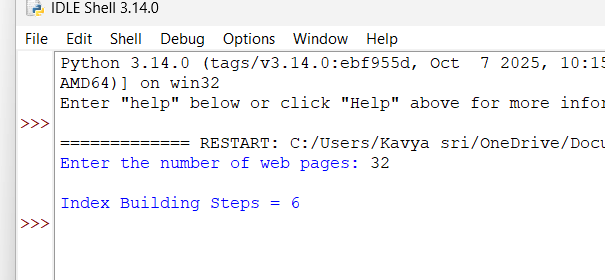 IDLE Shell 3.14.0
File Edit Shell Debug Options Window Help
Python 3.14.0 (tags/v3.14.0:ebf955d, Oct  7 2025, 10:15
AMD64)] on win32
Enter "help" below or click "Help" above for more
>>>
============= RESTART: C:/Users/Kavya sri/OneDrive/
Enter the number of web pages: 32
Index Building Steps = 6
>>>